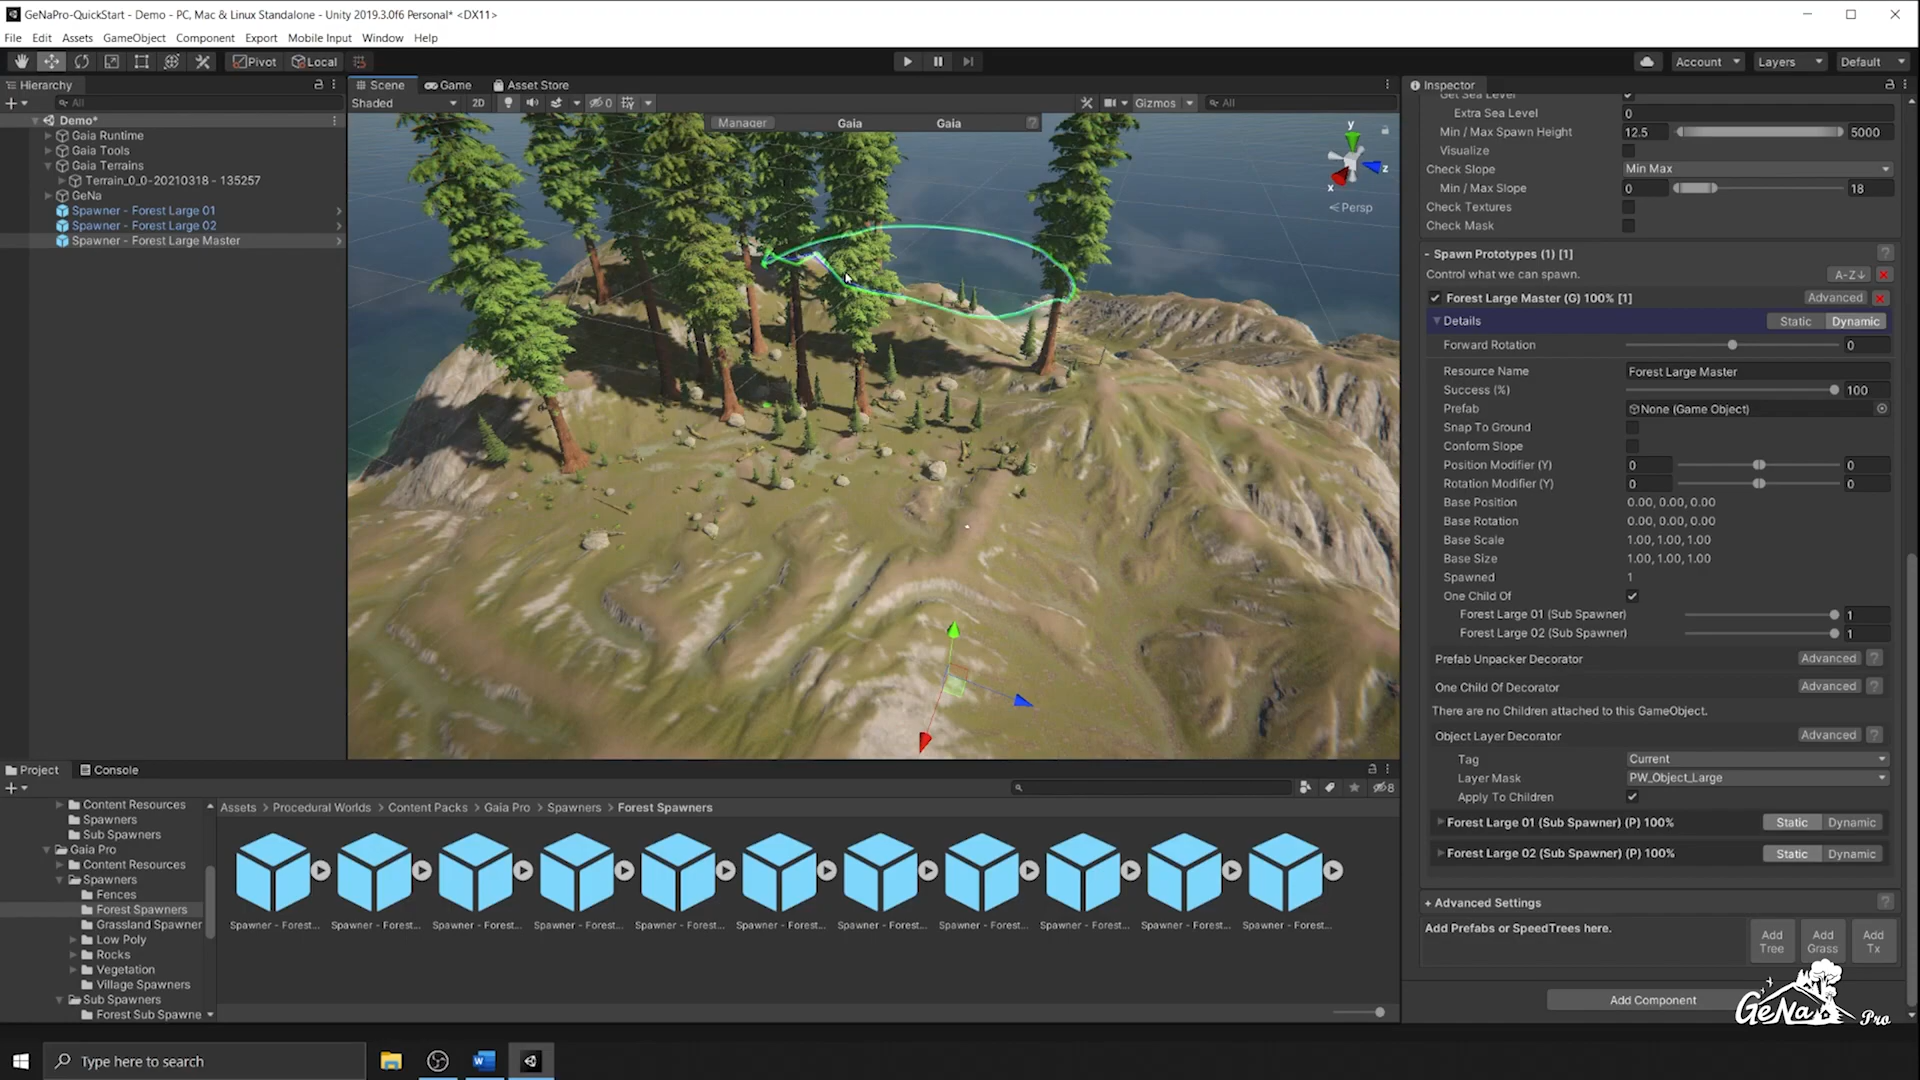 GeNaPro-QuickStart - Demo - PC, Mac & Linux Standalone - Unity 2019.3.0f6 Personal* <DX11>
File Edit Assets GameObject Component Export Mobile Input Window Help
Pivot Local
Account Layers Default
Hierarchy
All
Demo*
Gaia Runtime
Gaia Tools
Gaia Terrains
Terrain_0_0-20210318 - 135257
GeNa
Spawner - Forest Large 01
Spawner - Forest Large 02
Spawner - Forest Large Master
Scene Game Asset Store
Shaded 2D 0 Gizmos All
Manager Gaia Gaia
y
z
x
Persp
Inspector
Get Sea Level
Extra Sea Level 0
Min / Max Spawn Height 12.5 5000
Visualize
Check Slope Min Max
Min / Max Slope 0 18
Check Textures
Check Mask
- Spawn Prototypes (1) [1] ?
Control what we can spawn. A-Z↓
Forest Large Master (G) 100% [1] Advanced
Details Static Dynamic
Forward Rotation 0
Resource Name Forest Large Master
Success (%) 100
Prefab None (Game Object)
Snap To Ground
Conform Slope
Position Modifier (Y) 0 0
Rotation Modifier (Y) 0 0
Base Position 0.00, 0.00, 0.00
Base Rotation 0.00, 0.00, 0.00
Base Scale 1.00, 1.00, 1.00
Base Size 1.00, 1.00, 1.00
Spawned 1
One Child Of
Forest Large 01 (Sub Spawner) 1
Forest Large 02 (Sub Spawner) 1
Prefab Unpacker Decorator Advanced ?
One Child Of Decorator Advanced ?
There are no Children attached to this GameObject.
Object Layer Decorator Advanced ?
Tag Current
Layer Mask PW_Object_Large
Apply To Children
Forest Large 01 (Sub Spawner) (P) 100% Static Dynamic
Forest Large 02 (Sub Spawner) (P) 100% Static Dynamic
+ Advanced Settings ?
Add Prefabs or SpeedTrees here. Add Tree Add Grass Add Tx
Add Component
GeNa Pro
Project Console
8
Content Resources
Spawners
Sub Spawners
Gaia Pro
Content Resources
Spawners
Fences
Forest Spawners
Grassland Spawner
Low Poly
Rocks
Vegetation
Village Spawners
Sub Spawners
Forest Sub Spawne
Assets > Procedural Worlds > Content Packs > Gaia Pro > Spawners > Forest Spawners
Spawner - Forest... Spawner - Forest... Spawner - Forest... Spawner - Forest... Spawner - Forest... Spawner - Forest... Spawner - Forest... Spawner - Forest... Spawner - Forest... Spawner - Forest... Spawner - Forest...
Type here to search